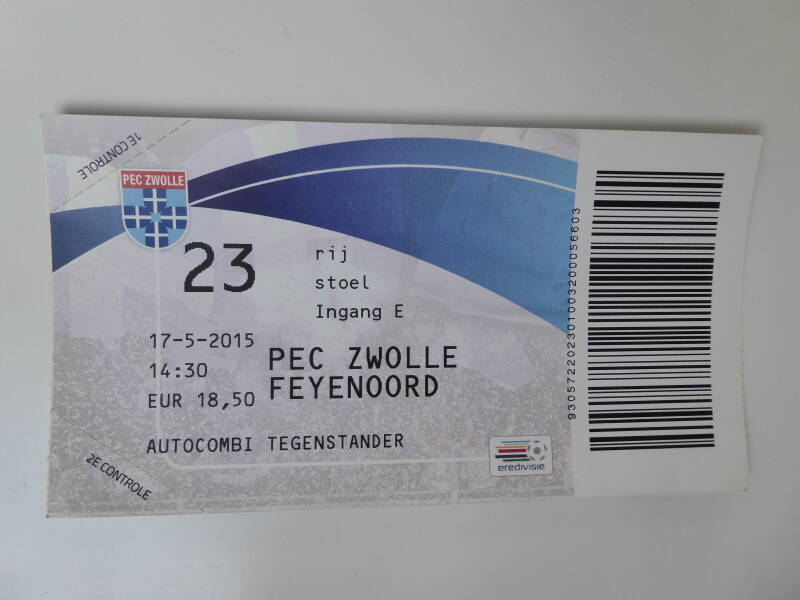 1E CONTROLE
PEC ZWOLLE
23
rij
stoel
Ingang E
17-5-2015
14:30
EUR 18,50
PEC ZWOLLE
FEYENOORD
AUTOCOMBI TEGENSTANDER
2E CONTROLE
eredivisie
930572202301003200056603